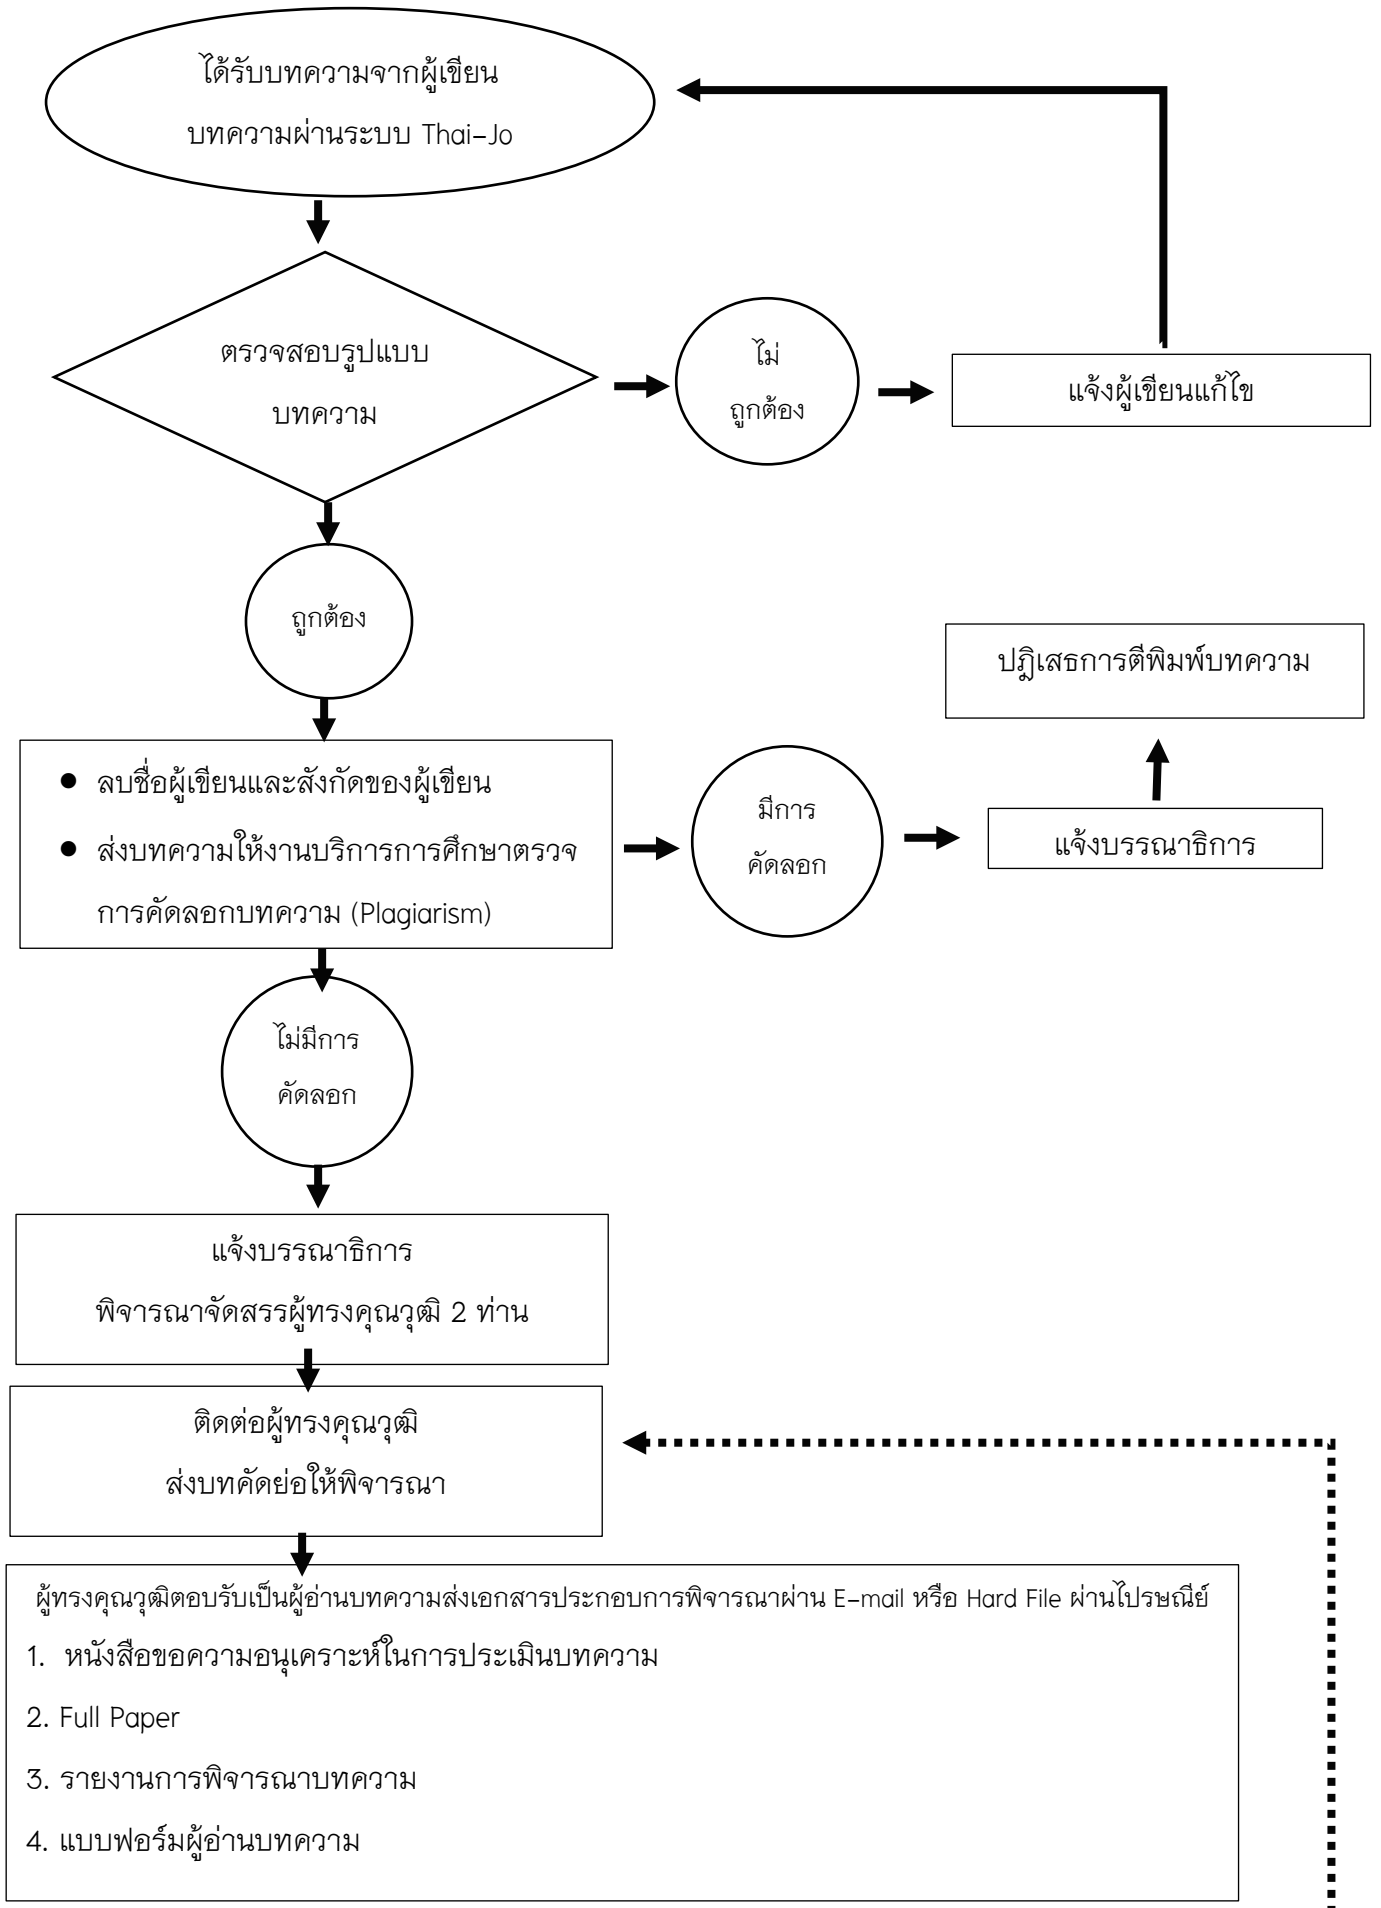 ได้รับบทความจากผู้เขียน
บทความผ่านระบบ Thai-Jo
ตรวจสอบรูปแบบ
บทความ
ไม่
ถูกต้อง
แจ้งผู้เขียนแก้ไข
ถูกต้อง
ปฎิเสธการตีพิมพ์บทความ
● ลบชื่อผู้เขียนและสังกัดของผู้เขียน
● ส่งบทความให้งานบริการการศึกษาตรวจ
การคัดลอกบทความ (Plagiarism)
มีการ
คัดลอก
แจ้งบรรณาธิการ
ไม่มีการ
คัดลอก
แจ้งบรรณาธิการ
พิจารณาจัดสรรผู้ทรงคุณวุฒิ 2 ท่าน
ติดต่อผู้ทรงคุณวุฒิ
ส่งบทคัดย่อให้พิจารณา
ผู้ทรงคุณวุฒิตอบรับเป็นผู้อ่านบทความส่งเอกสารประกอบการพิจารณาผ่าน E-mail หรือ Hard File ผ่านไปรษณีย์
1. หนังสือขอความอนุเคราะห์ในการประเมินบทความ
2. Full Paper
3. รายงานการพิจารณาบทความ
4. แบบฟอร์มผู้อ่านบทความ